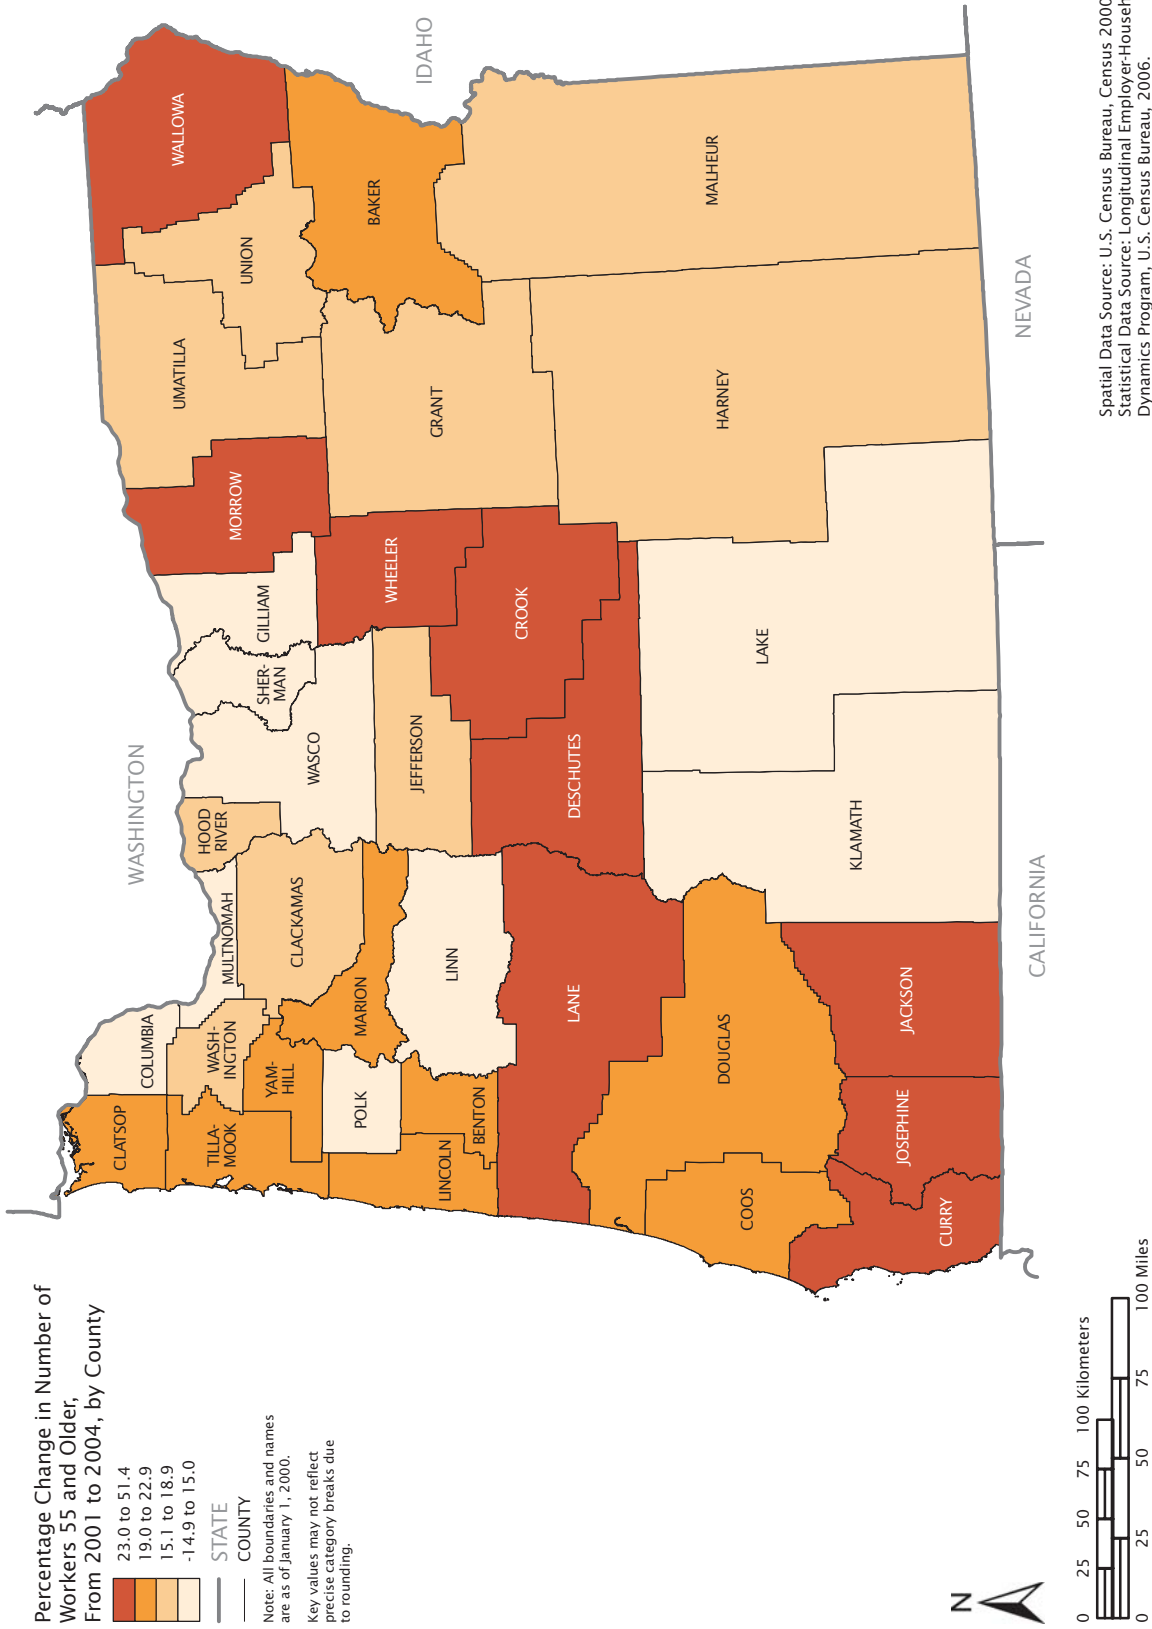 Percentage Change in Number of
Workers 55 and Older,
From 2001 to 2004, by County
23.0 to 51.4
19.0 to 22.9
15.1 to 18.9
-14.9 to 15.0
STATE
COUNTY
Note: All boundaries and names
are as of January 1, 2000.
Key values may not reflect
precise category breaks due
to rounding.
WASHINGTON
IDAHO
NEVADA
CALIFORNIA
CLATSOP
COLUMBIA
TILLA-
MOOK
WASH-
INGTON
MULTNOMAH
HOOD
RIVER
YAM-
HILL
CLACKAMAS
POLK
MARION
LINCOLN
BENTON
LINN
LANE
DOUGLAS
COOS
CURRY
JOSEPHINE
JACKSON
KLAMATH
LAKE
DESCHUTES
CROOK
JEFFERSON
WASCO
SHER-
MAN
GILLIAM
WHEELER
MORROW
UMATILLA
UNION
WALLOWA
BAKER
GRANT
HARNEY
MALHEUR
N
0 25 50 75 100 Kilometers
0 25 50 75 100 Miles
Spatial Data Source: U.S. Census Bureau, Census 2000
Statistical Data Source: Longitudinal Employer-Househ
Dynamics Program, U.S. Census Bureau, 2006.